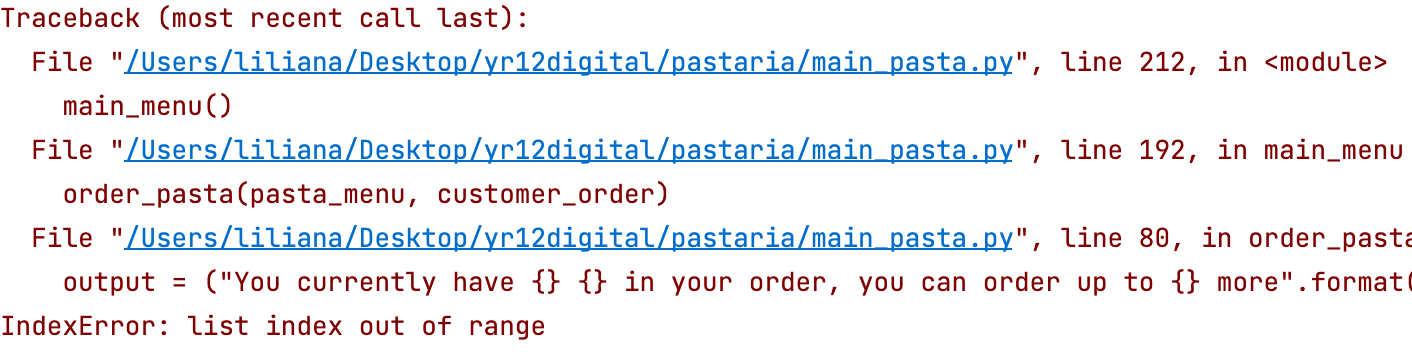 Traceback (most recent call last):
  File "/Users/liliana/Desktop/yr12digital/pastaria/main_pasta.py", line 212, in <module>
    main_menu()
  File "/Users/liliana/Desktop/yr12digital/pastaria/main_pasta.py", line 192, in main_menu
    order_pasta(pasta_menu, customer_order)
  File "/Users/liliana/Desktop/yr12digital/pastaria/main_pasta.py", line 80, in order_pasta
    output = ("You currently have {} {} in your order, you can order up to {} more".format(
IndexError: list index out of range